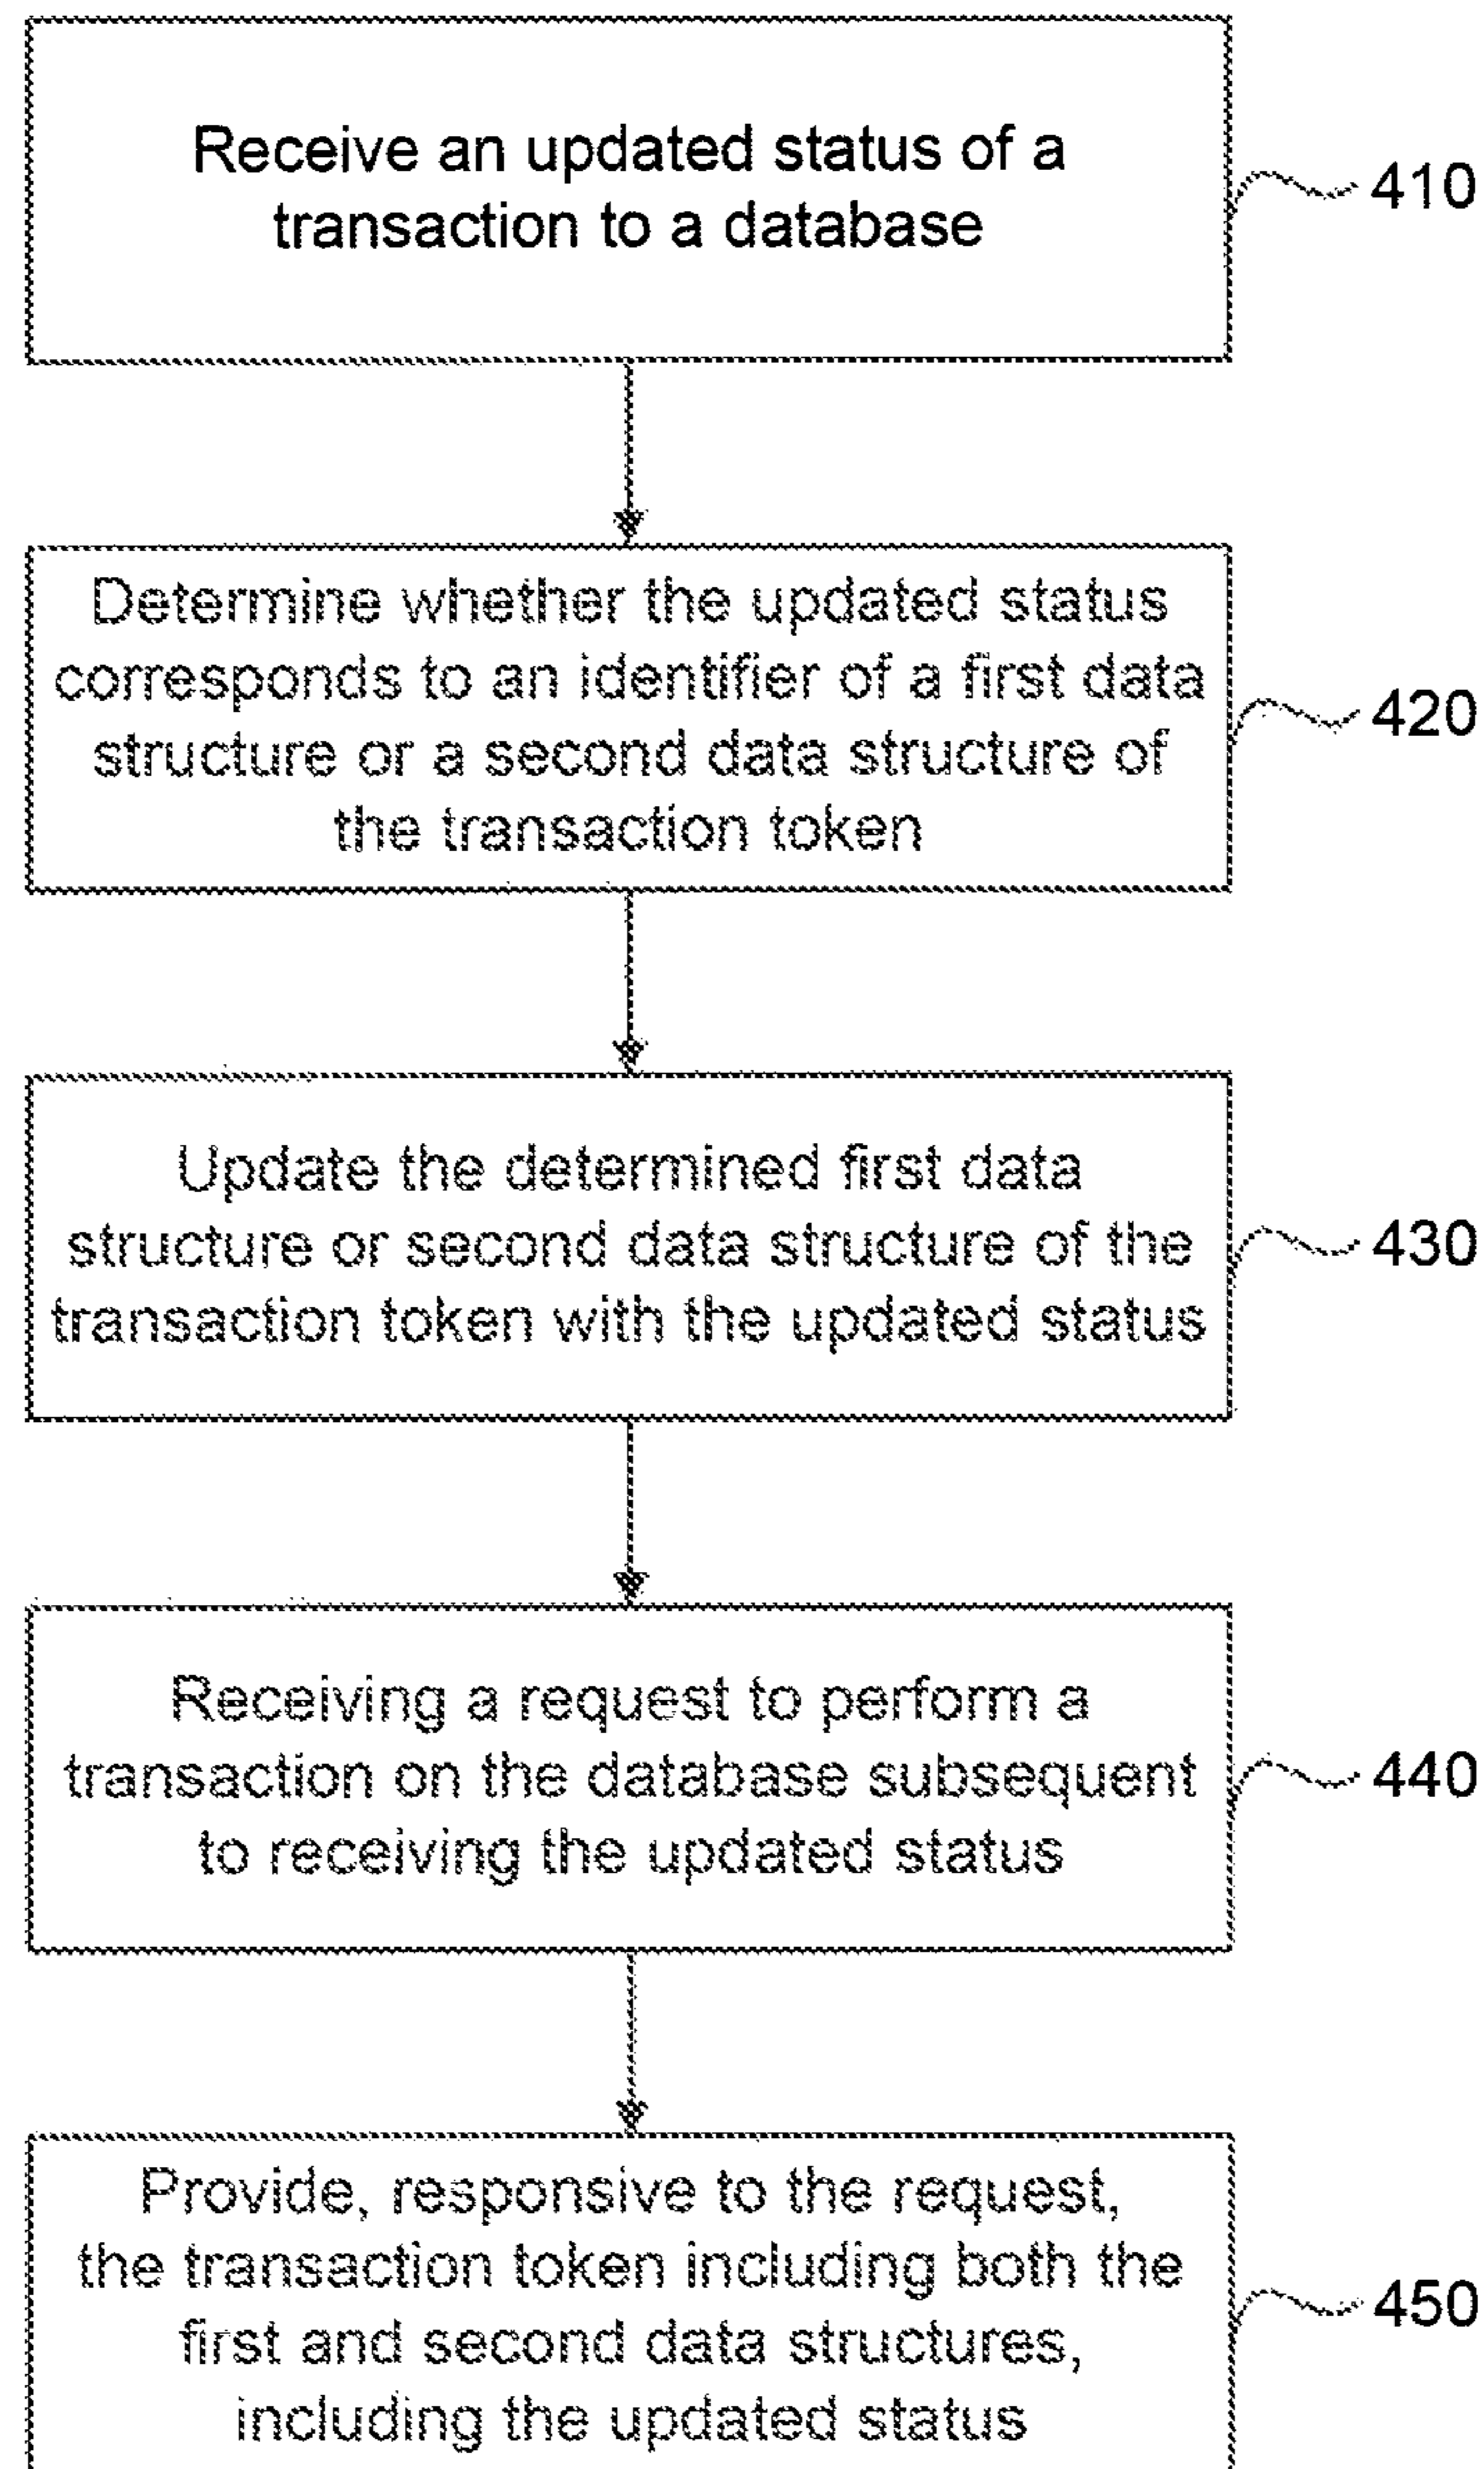 Receive an updated status of a
transaction to a database
410
Determine whether the updated status
corresponds to an identifier of a first data
structure or a second data structure of
the transaction token
420
Update the determined first data
structure or second data structure of the
transaction token with the updated status
430
Receiving a request to perform a
transaction on the database subsequent
to receiving the updated status
440
Provide, responsive to the request,
the transaction token including both the
first and second data structures,
including the updated status
450